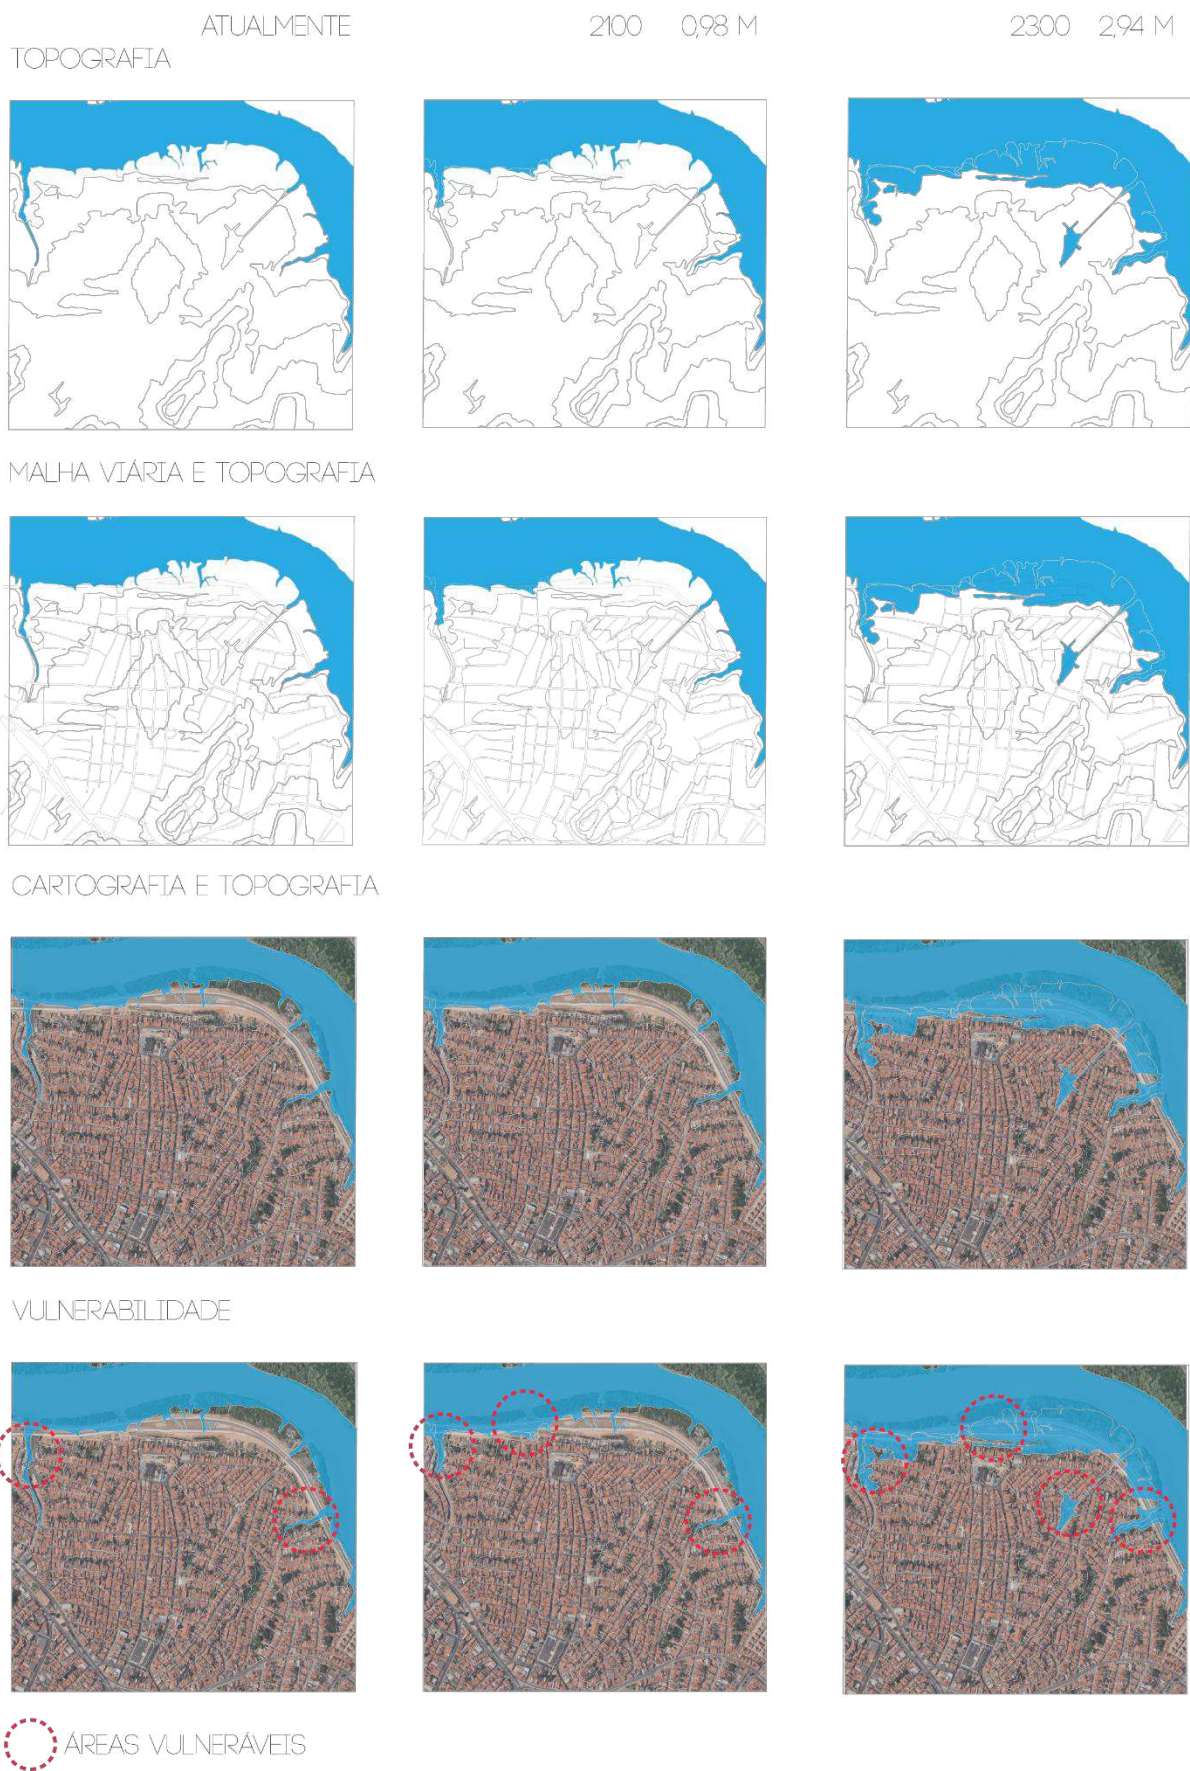 ATUALMENTE 2100 0,98 M 2300 2,94 M
TOPOGRAFIA
MALHA VIÁRIA E TOPOGRAFIA
CARTOGRAFIA E TOPOGRAFIA
VULNERABILIDADE
ÁREAS VULNERÁVEIS